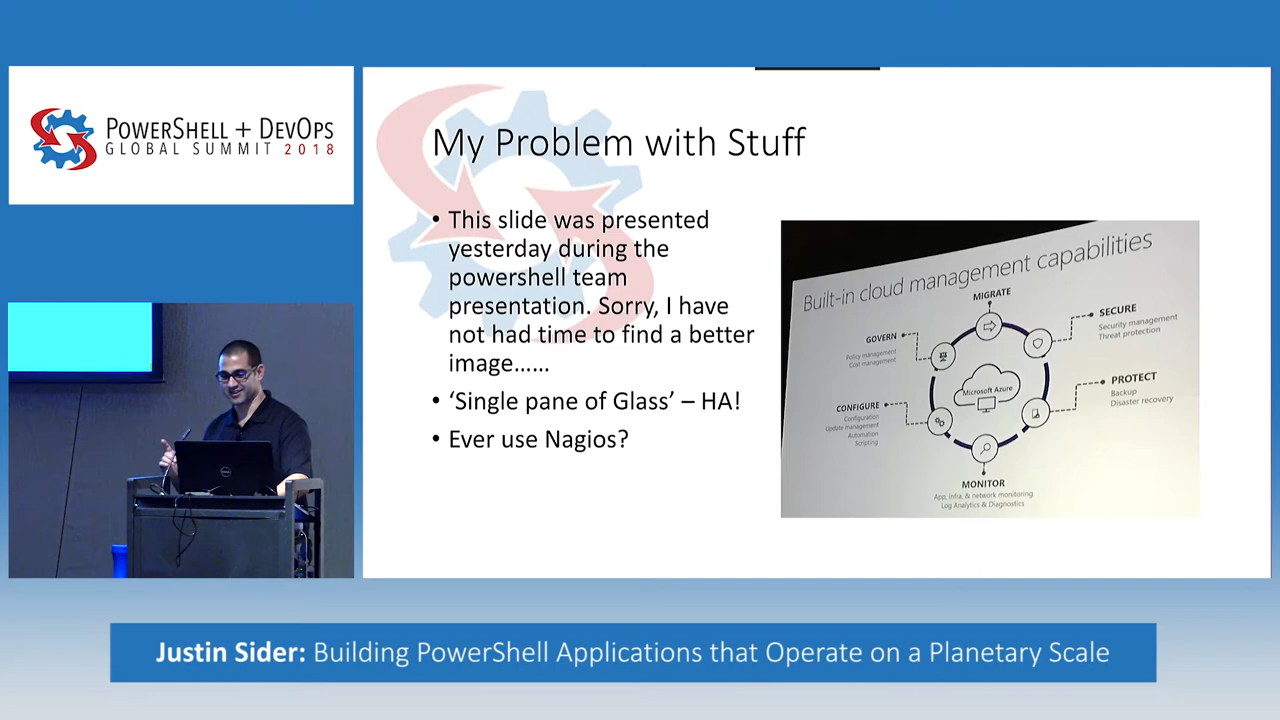 POWERSHELL + DEVOPS
GLOBAL SUMMIT 2018
My Problem with Stuff
• This slide was presented
yesterday during the
powershell team
presentation. Sorry, I have
not had time to find a better
image……
• ‘Single pane of Glass’ – HA!
• Ever use Nagios?
Built-in cloud management capabilities
MIGRATE
SECURE
Security management
Threat protection
GOVERN
Policy management
Cost management
Microsoft Azure
PROTECT
Backup
Disaster recovery
CONFIGURE
Configuration
Update management
Automation
Scripting
MONITOR
App, infra, & network monitoring
Log Analytics & Diagnostics
DELL
Justin Sider: Building PowerShell Applications that Operate on a Planetary Scale